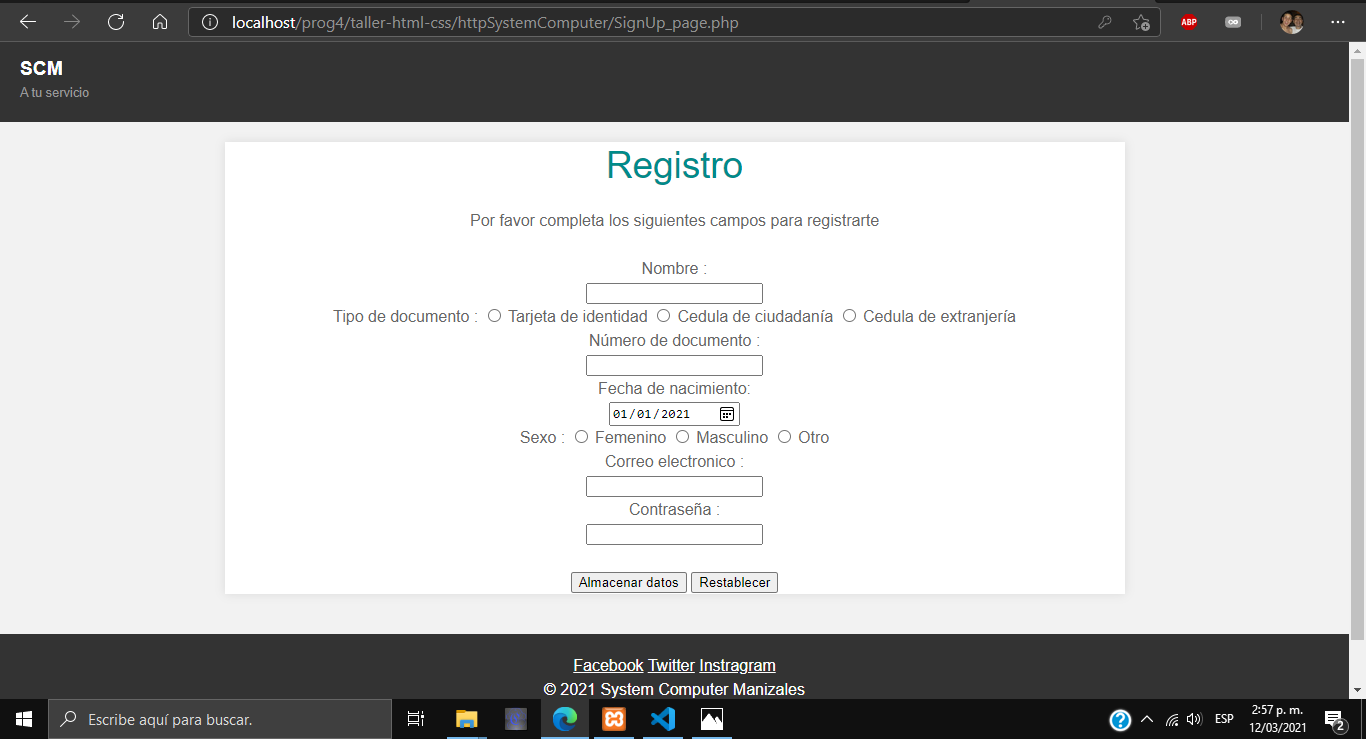 localhost/prog4/taller-html-css/httpSystemComputer/SignUp_page.php
ABP
SCM
A tu servicio
Registro
Por favor completa los siguientes campos para registrarte
Nombre :
Tipo de documento : Tarjeta de identidad Cedula de ciudadanía Cedula de extranjería
Número de documento :
Fecha de nacimiento:
01/01/2021
Sexo : Femenino Masculino Otro
Correo electronico :
Contraseña :
Almacenar datos Restablecer
Facebook Twitter Instragram
© 2021 System Computer Manizales
Escribe aquí para buscar.
ESP
2:57 p. m.
12/03/2021
2